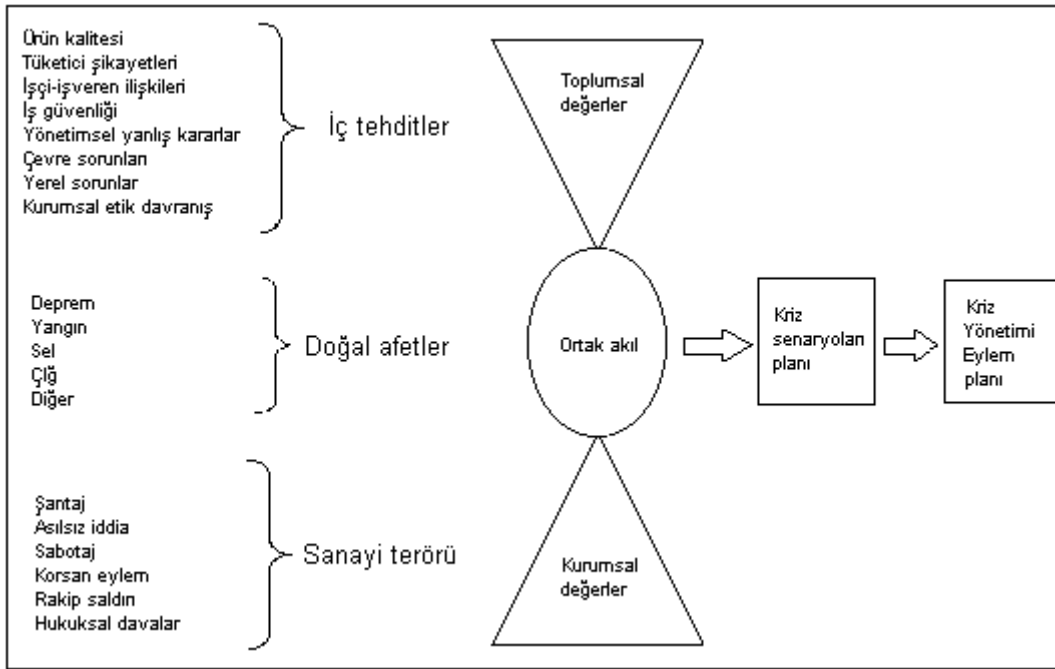 Ürün kalitesi
Tüketici şikayetleri
İşçi-işveren ilişkileri
İş güvenliği
Yönetimsel yanlış kararlar
Çevre sorunları
Yerel sorunlar
Kurumsal etik davranış
İç tehditler
Deprem
Yangın
Sel
Çlğ
Diğer
Doğal afetler
Şantaj
Asılsız iddia
Sabotaj
Korsan eylem
Rakip saldırı
Hukuksal davalar
Sanayi terörü
Toplumsal
değerler
Ortak akıl
Kurumsal
değerler
Kriz
senaryoları
planı
Kriz
Yönetimi
Eylem
planı